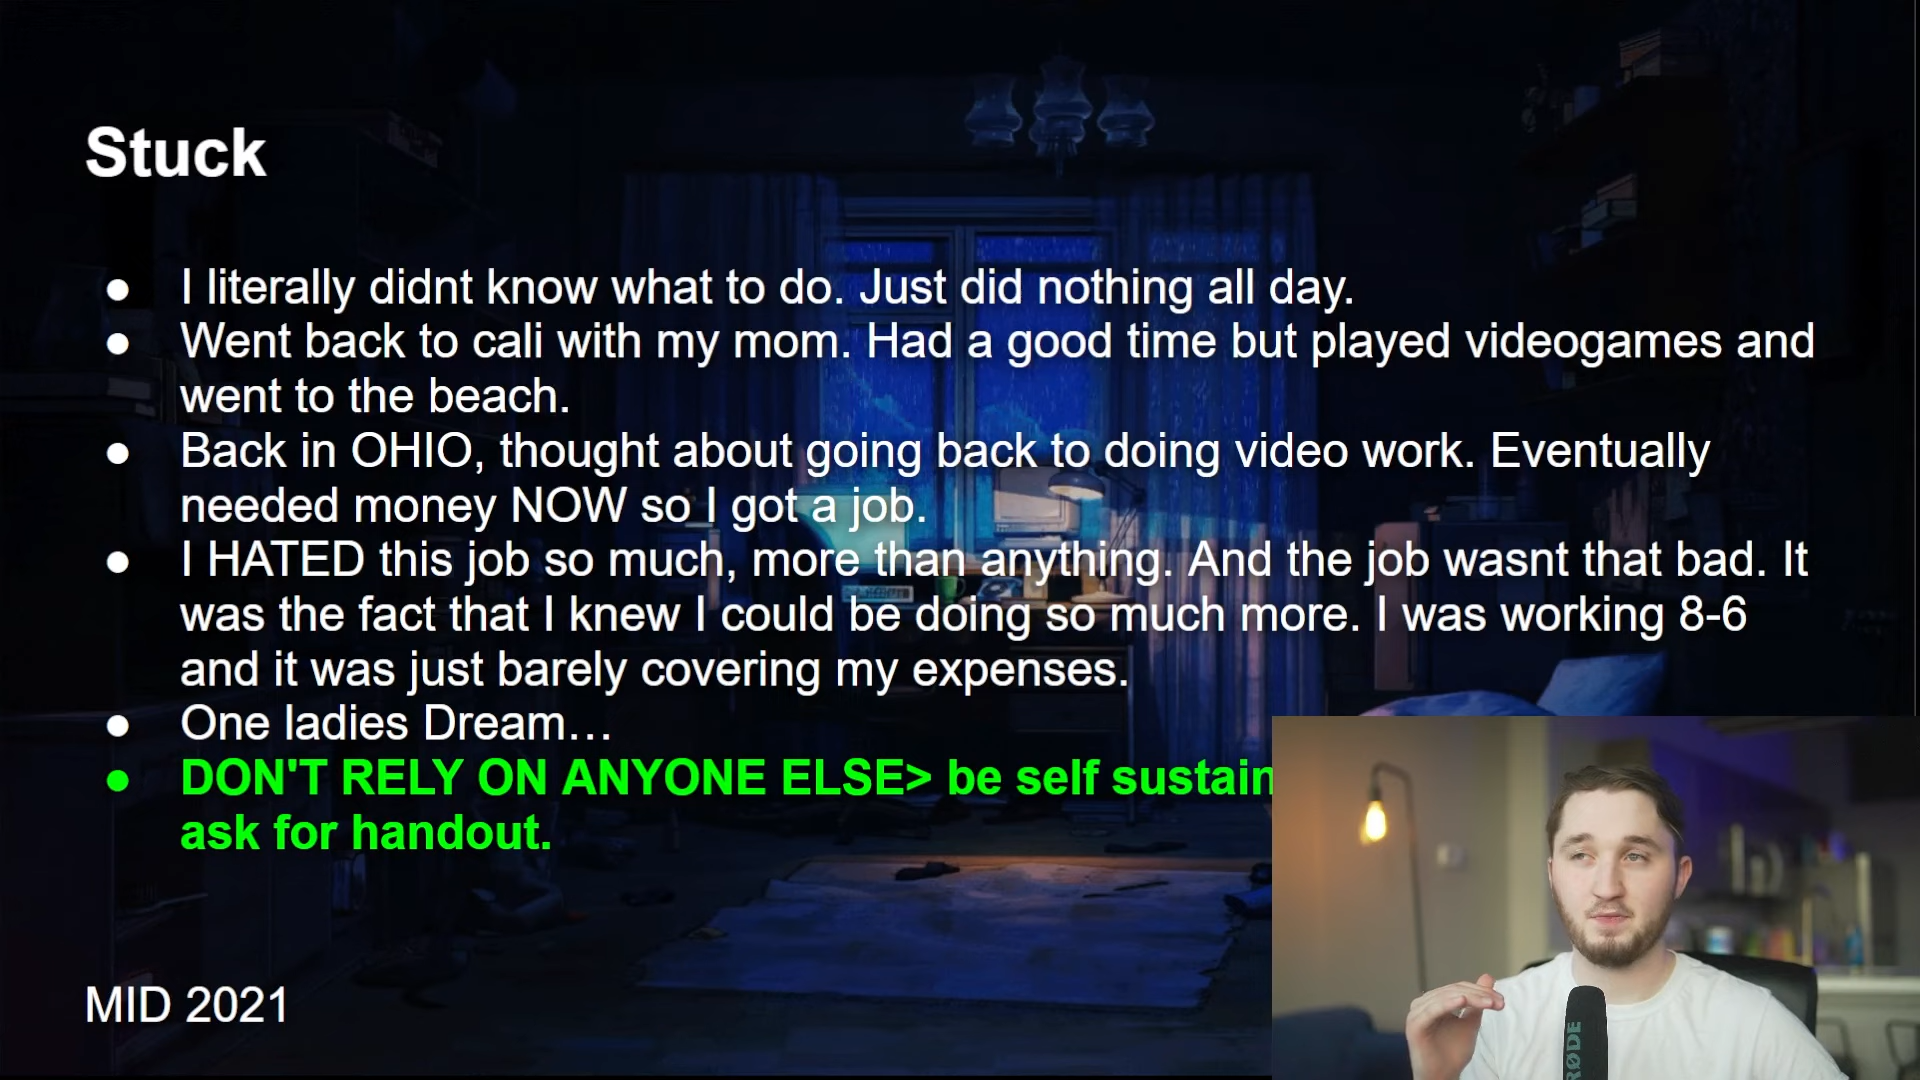 Stuck
● I literally didnt know what to do. Just did nothing all day.
● Went back to cali with my mom. Had a good time but played videogames and
went to the beach.
● Back in OHIO, thought about going back to doing video work. Eventually
needed money NOW so I got a job.
● I HATED this job so much, more than anything. And the job wasnt that bad. It
was the fact that I knew I could be doing so much more. I was working 8-6
and it was just barely covering my expenses.
● One ladies Dream…
● DON'T RELY ON ANYONE ELSE> be self sustain
ask for handout.
MID 2021
RØDE